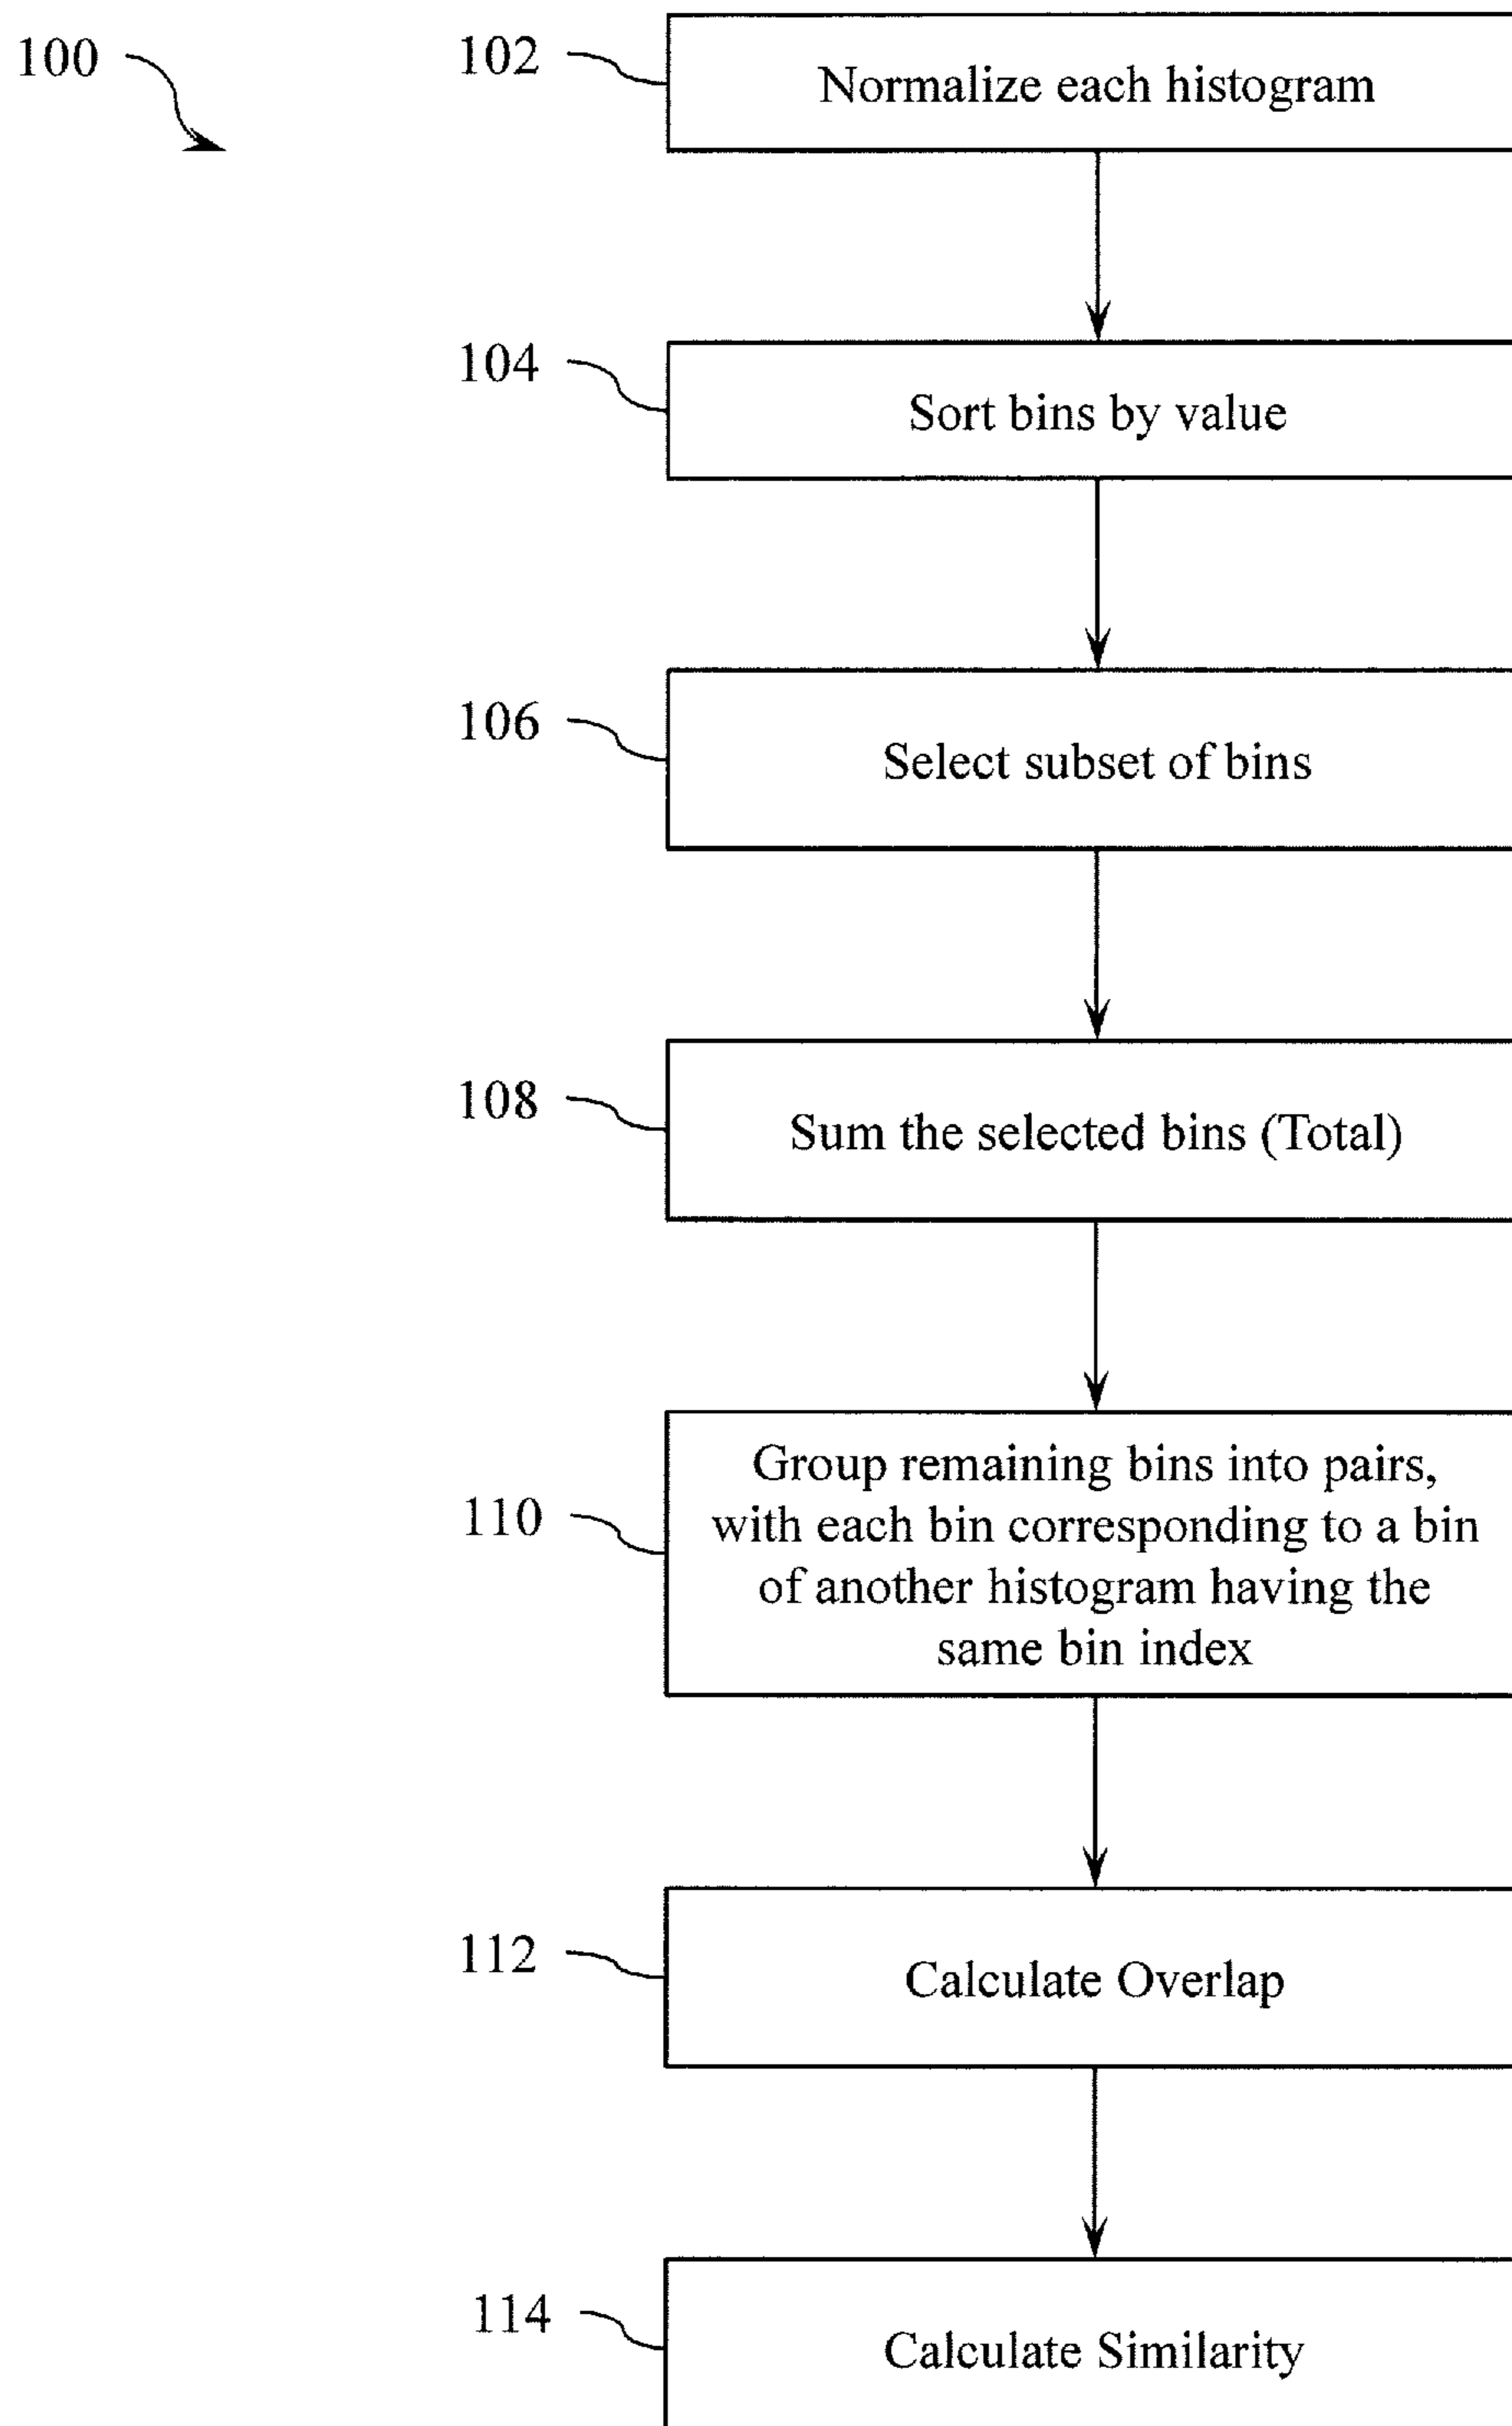 100
102
Normalize each histogram
104
Sort bins by value
106
Select subset of bins
108
Sum the selected bins (Total)
110
Group remaining bins into pairs,
with each bin corresponding to a bin
of another histogram having the
same bin index
112
Calculate Overlap
114
Calculate Similarity